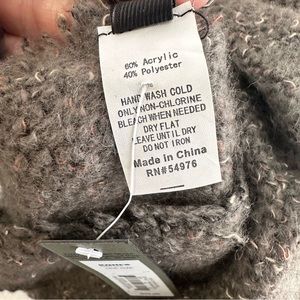 60% Acrylic
40% Polyester
HAND WASH COLD
ONLY NON-CHLORINE
BLEACH WHEN NEEDED
DRY FLAT
LEAVE UNTIL DRY
DO NOT IRON
Made in China
RN#54976